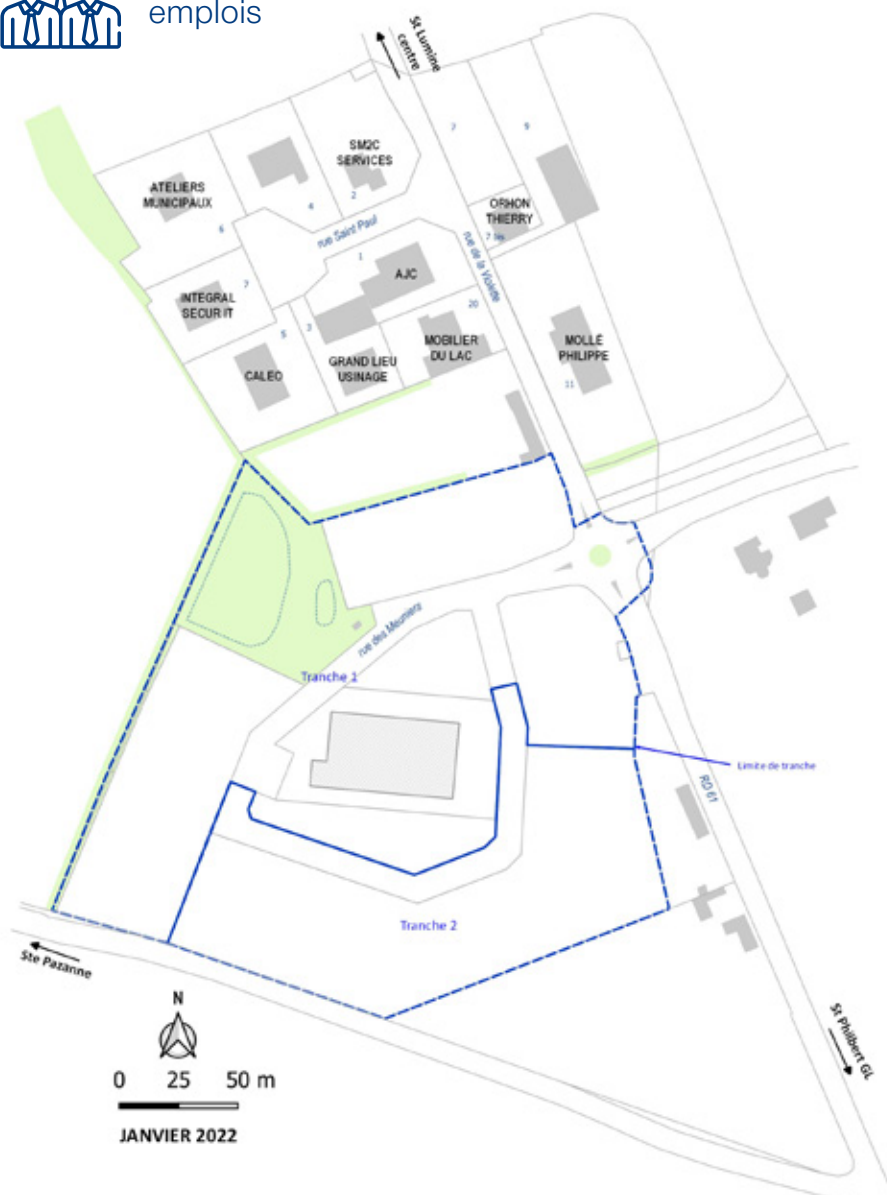 emplois
St Lumine
centre
7
9
SM2C
SERVICES
2
ATELIERS
MUNICIPAUX
4
6
ORHON
THIERRY
7 bis
rue Saint Paul
rue de la Violette
1
AJC
7
INTEGRAL
SECUR IT
20
5
3
MOBILIER
DU LAC
MOLLÉ
PHILIPPE
GRAND LIEU
USINAGE
CALEO
11
rue des Meuniers
Tranche 1
Limite de tranche
RD 61
Tranche 2
Ste Pazanne
N
St Philbert GL
0 25 50 m
JANVIER 2022